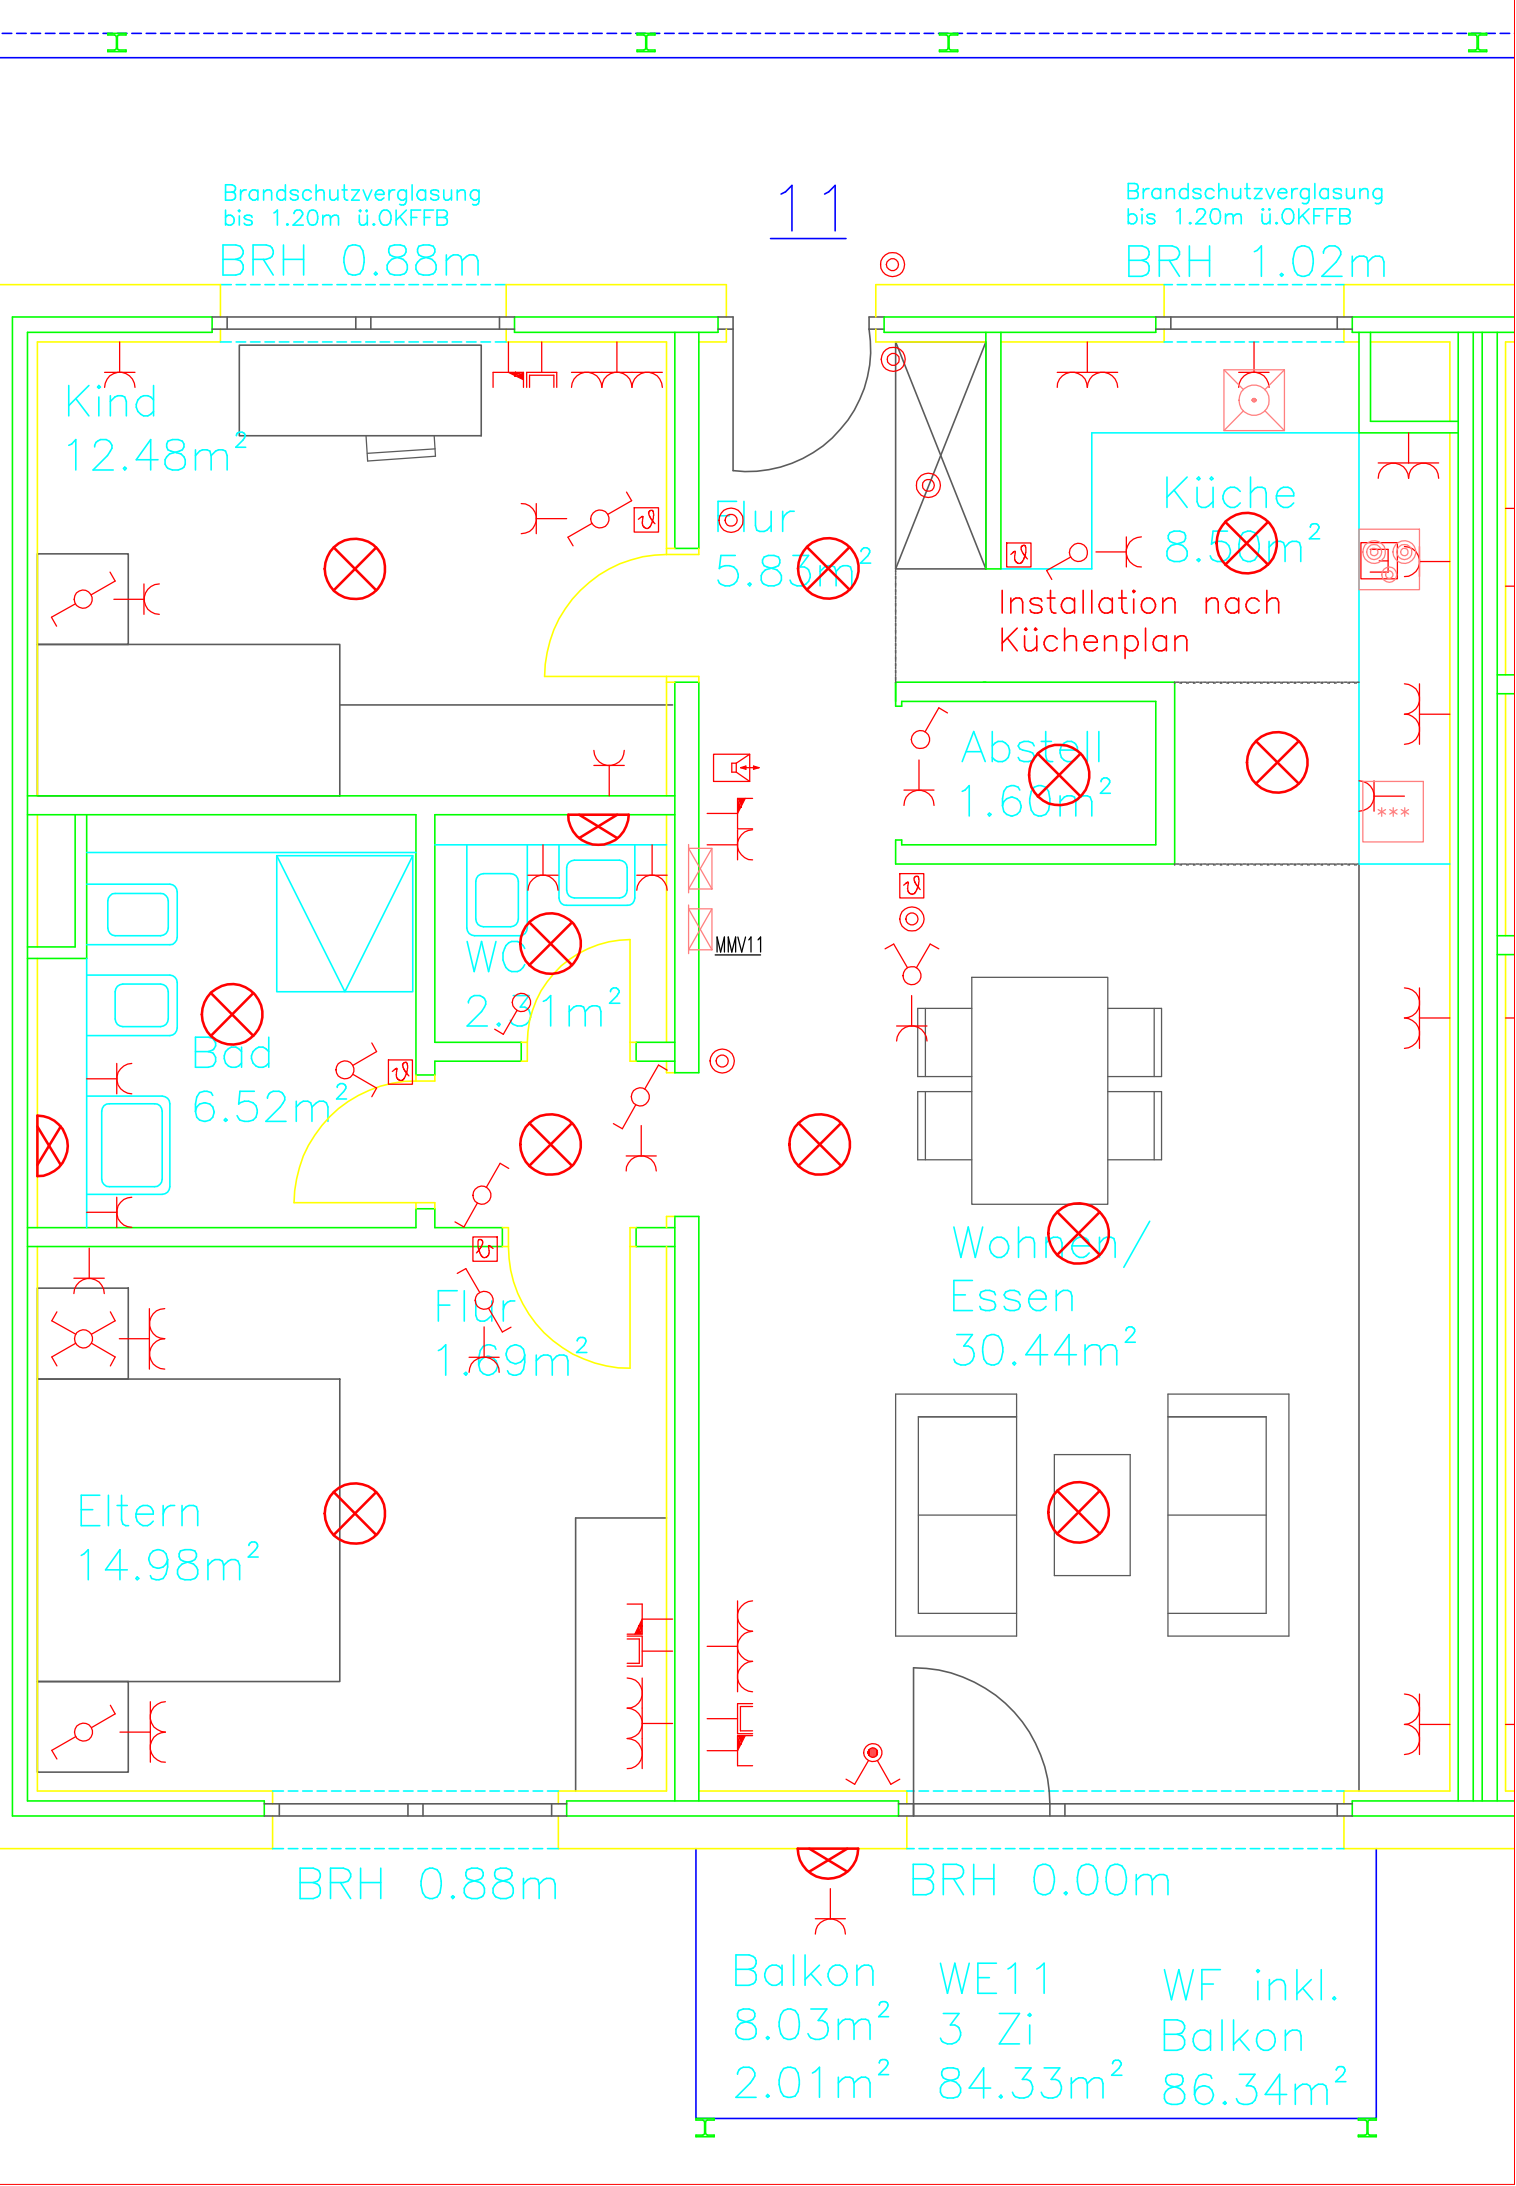 Brandschutzverglasung
bis 1.20m ü.OKFFB
BRH 0.88m
11
Brandschutzverglasung
bis 1.20m ü.OKFFB
BRH 1.02m
Kind
12.48m²
Flur
5.83m²
Küche
8.50m²
Installation nach
Küchenplan
Abstell
1.60m²
***
MMV11
WC
2.31m²
Bad
6.52m²
Wohnen/
Essen
30.44m²
Flur
1.69m²
Eltern
14.98m²
BRH 0.88m
BRH 0.00m
Balkon
8.03m²
2.01m²
WE11
3 Zi
84.33m²
WF inkl.
Balkon
86.34m²